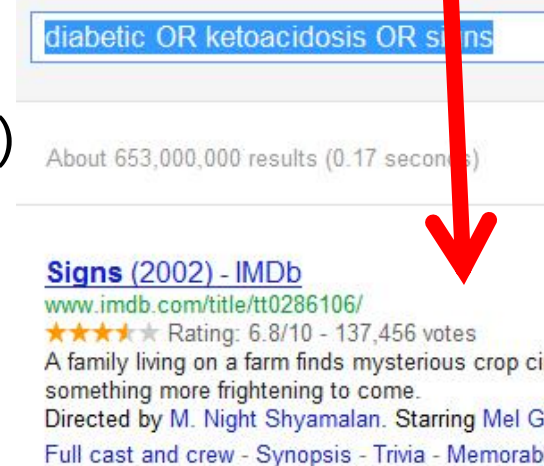 diabetic OR ketoacidosis OR signs
)
About 653,000,000 results (0.17 seconds)
Signs (2002) - IMDb
www.imdb.com/title/tt0286106/
Rating: 6.8/10 - 137,456 votes
A family living on a farm finds mysterious crop ci
something more frightening to come.
Directed by M. Night Shyamalan. Starring Mel G
Full cast and crew - Synopsis - Trivia - Memorab